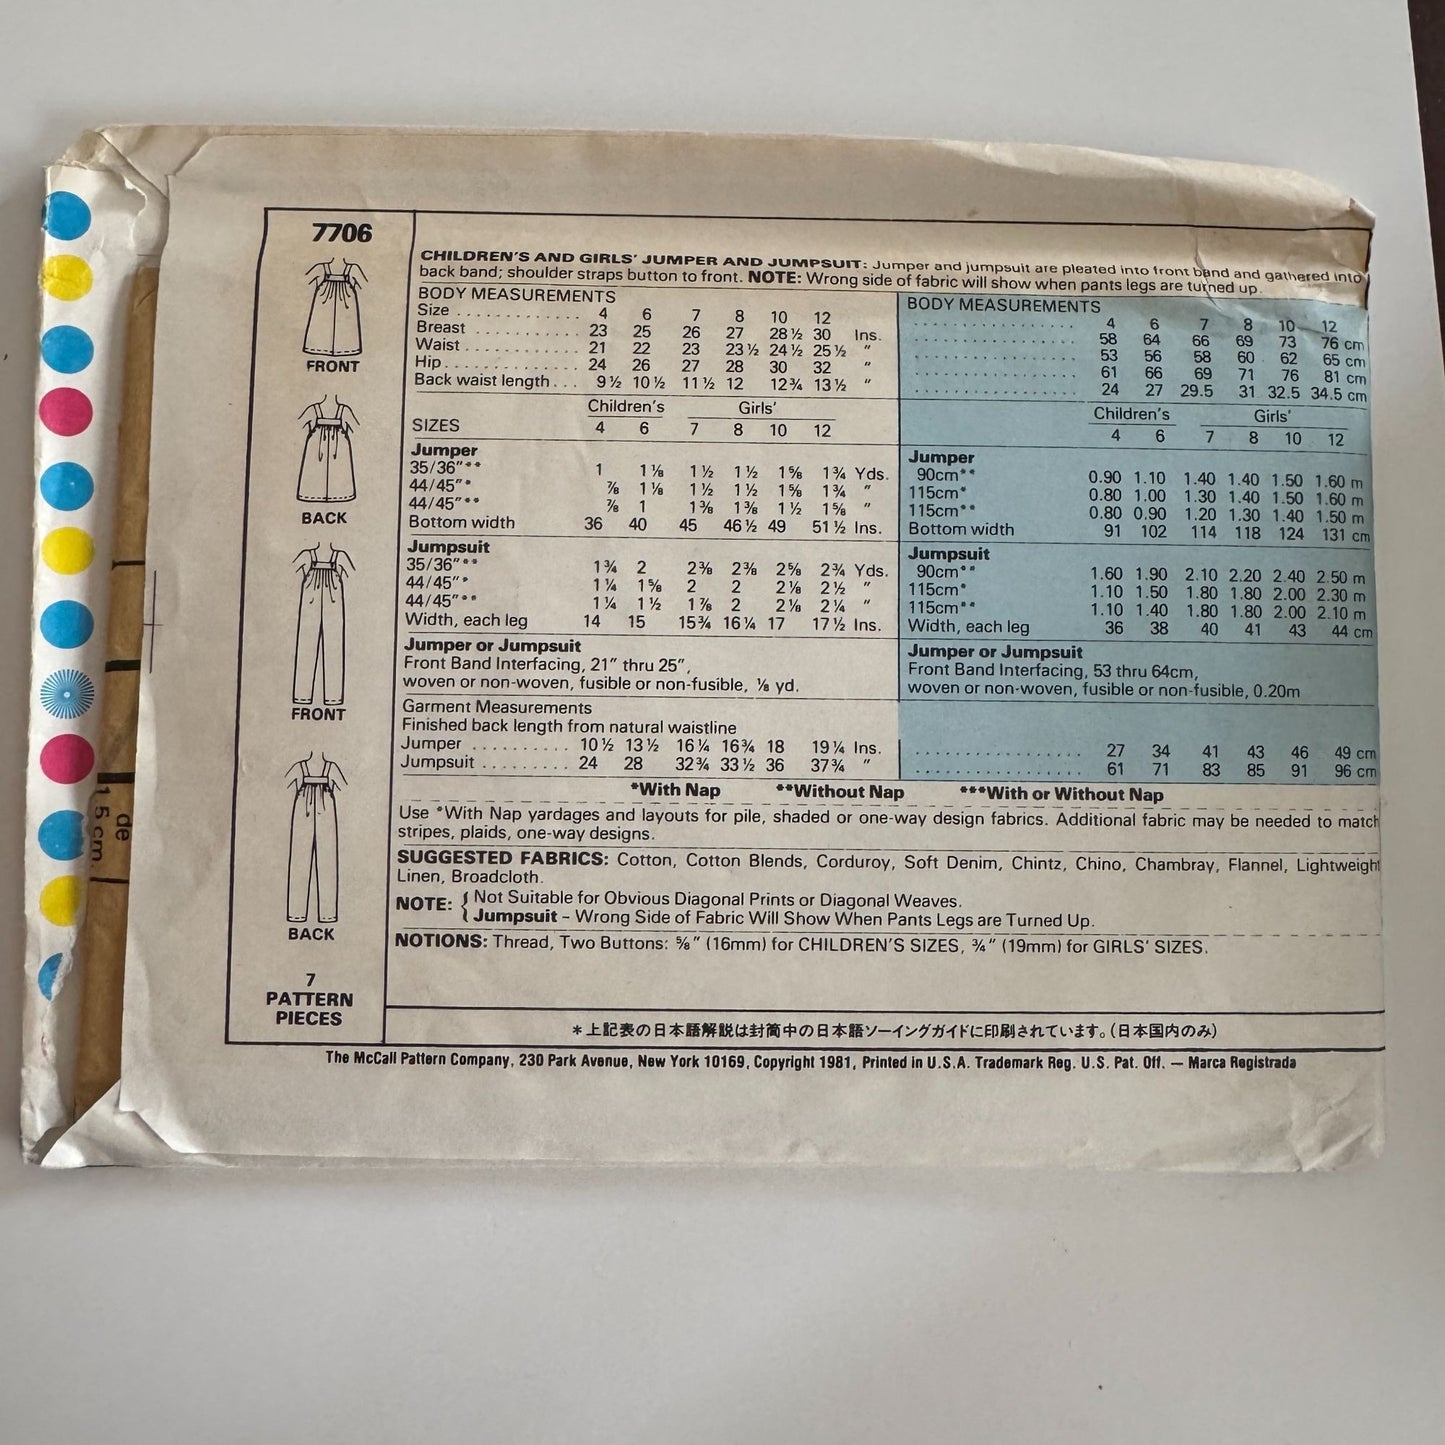 7706
FRONT
BACK
FRONT
BACK
7
PATTERN
PIECES
CHILDREN'S AND GIRLS' JUMPER AND JUMPSUIT: Jumper and jumpsuit are pleated into front band and gathered into
back band; shoulder straps button to front. NOTE: Wrong side of fabric will show when pants legs are turned up.
BODY MEASUREMENTS
Size . . . . . . . . . . . . 4 6 7 8 10 12
Breast . . . . . . . . . . 23 25 26 27 28½ 30 Ins.
Waist . . . . . . . . . . . 21 22 23 23½ 24½ 25½ "
Hip . . . . . . . . . . . . . 24 26 27 28 30 32 "
Back waist length . . . 9½ 10½ 11½ 12 12¾ 13½ "
Children's Girls'
SIZES 4 6 7 8 10 12
Jumper
35/36"** 1 1⅛ 1½ 1½ 1⅝ 1¾ Yds.
44/45"* ⅞ 1⅛ 1½ 1½ 1⅝ 1¾ "
44/45"** ⅞ 1 1⅜ 1⅜ 1½ 1⅝ "
Bottom width 36 40 45 46½ 49 51½ Ins.
Jumpsuit
35/36"** 1¾ 2 2⅜ 2⅜ 2⅝ 2¾ Yds.
44/45"* 1¼ 1⅝ 2 2 2⅛ 2½ "
44/45"** 1¼ 1½ 1⅞ 2 2⅛ 2¼ "
Width, each leg 14 15 15¾ 16¼ 17 17½ Ins.
Jumper or Jumpsuit
Front Band Interfacing, 21" thru 25",
woven or non-woven, fusible or non-fusible, ⅛ yd.
Garment Measurements
Finished back length from natural waistline
Jumper . . . . . . . . . . 10½ 13½ 16¼ 16¾ 18 19¼ Ins.
Jumpsuit . . . . . . . . . 24 28 32¾ 33½ 36 37¾ "
BODY MEASUREMENTS
4 6 7 8 10 12
58 64 66 69 73 76 cm
53 56 58 60 62 65 cm
61 66 69 71 76 81 cm
24 27 29.5 31 32.5 34.5 cm
Children's Girls'
4 6 7 8 10 12
Jumper
90cm** 0.90 1.10 1.40 1.40 1.50 1.60 m
115cm* 0.80 1.00 1.30 1.40 1.50 1.60 m
115cm** 0.80 0.90 1.20 1.30 1.40 1.50 m
Bottom width 91 102 114 118 124 131 cm
Jumpsuit
90cm** 1.60 1.90 2.10 2.20 2.40 2.50 m
115cm* 1.10 1.50 1.80 1.80 2.00 2.30 m
115cm** 1.10 1.40 1.80 1.80 2.00 2.10 m
Width, each leg 36 38 40 41 43 44 cm
Jumper or Jumpsuit
Front Band Interfacing, 53 thru 64cm,
woven or non-woven, fusible or non-fusible, 0.20m
27 34 41 43 46 49 cm
61 71 83 85 91 96 cm
*With Nap **Without Nap ***With or Without Nap
Use *With Nap yardages and layouts for pile, shaded or one-way design fabrics. Additional fabric may be needed to match
stripes, plaids, one-way designs.
SUGGESTED FABRICS: Cotton, Cotton Blends, Corduroy, Soft Denim, Chintz, Chino, Chambray, Flannel, Lightweight
Linen, Broadcloth.
NOTE: { Not Suitable for Obvious Diagonal Prints or Diagonal Weaves.
Jumpsuit – Wrong Side of Fabric Will Show When Pants Legs are Turned Up.
NOTIONS: Thread, Two Buttons: ⅝" (16mm) for CHILDREN'S SIZES, ¾" (19mm) for GIRLS' SIZES.
*上記表の日本語解説は封筒中の日本語ソーイングガイドに印刷されています。(日本国内のみ)
The McCall Pattern Company, 230 Park Avenue, New York 10169, Copyright 1981, Printed in U.S.A. Trademark Reg. U.S. Pat. Off. — Marca Registrada
de
1.5 cm